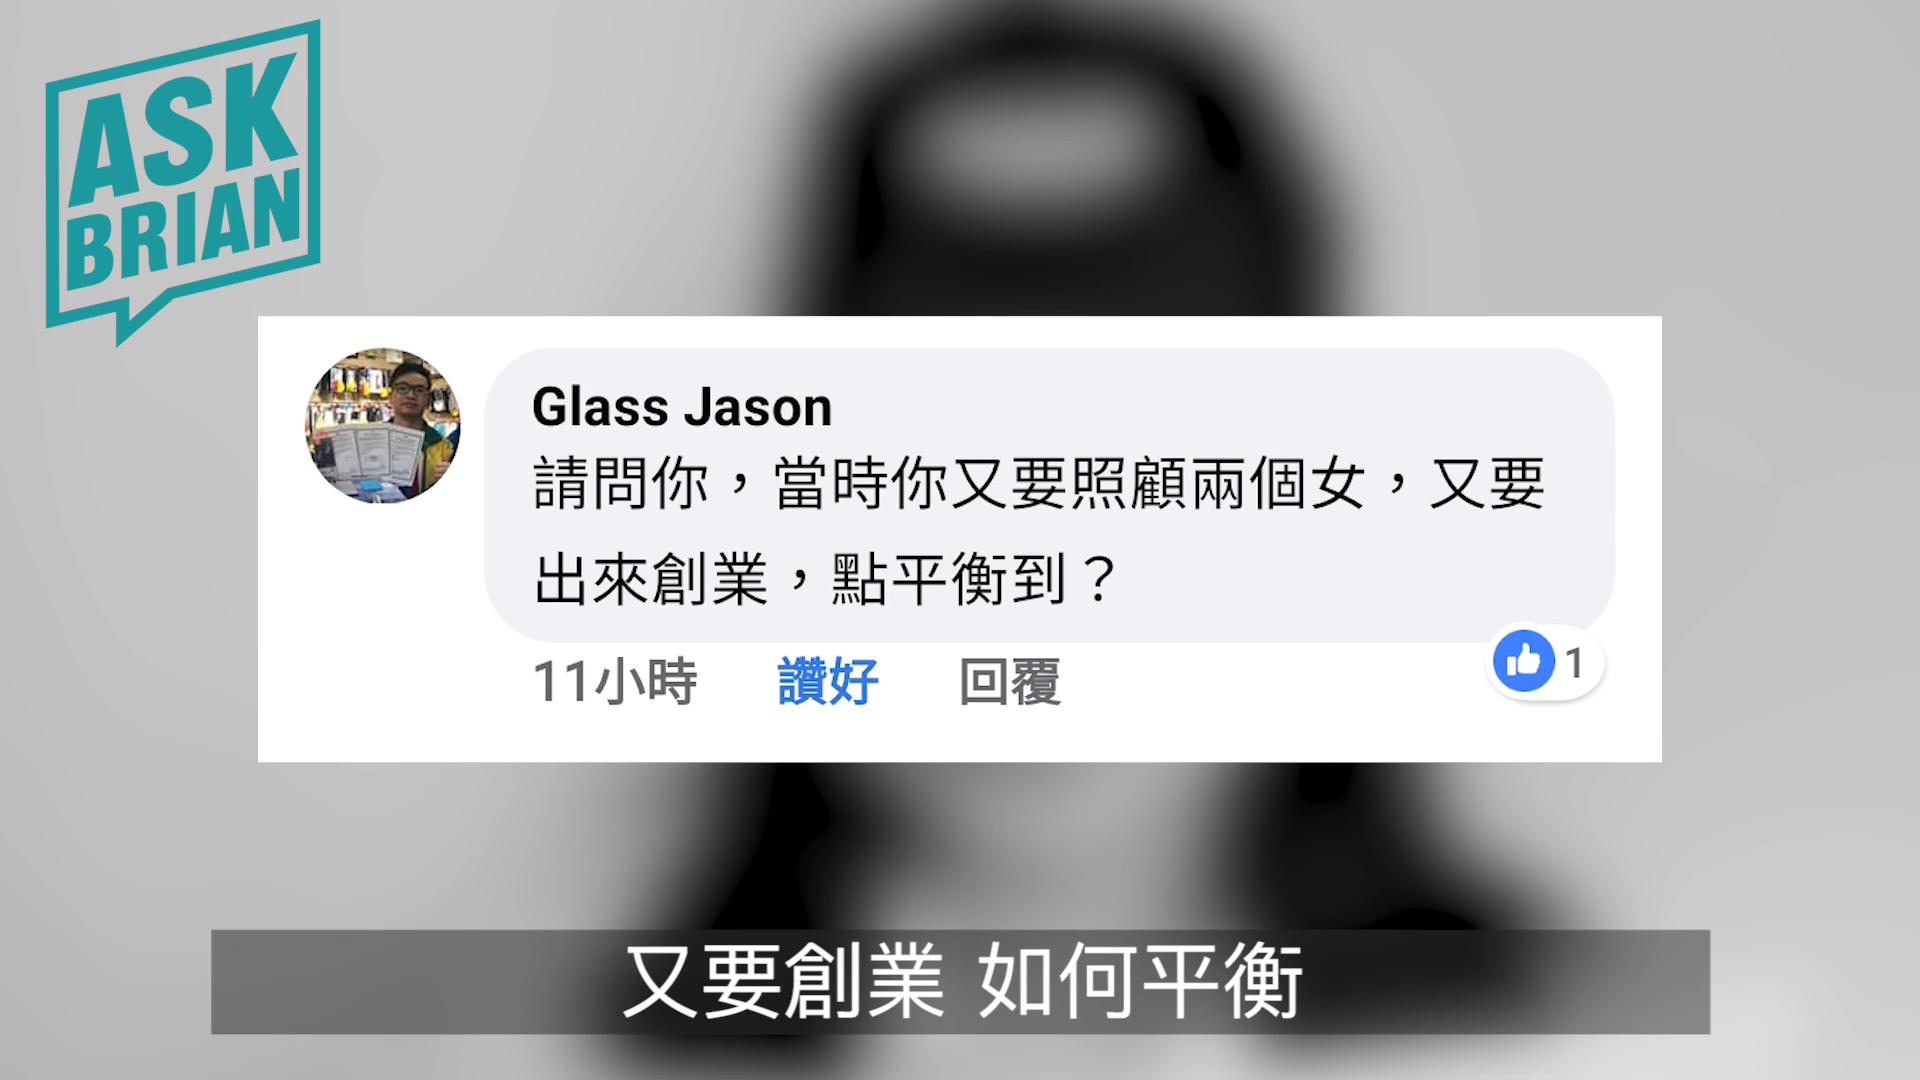 ASK
BRIAN
Glass Jason
請問你，當時你又要照顧兩個女，又要
出來創業，點平衡到？
11小時 讚好 回覆
1
又要創業 如何平衡